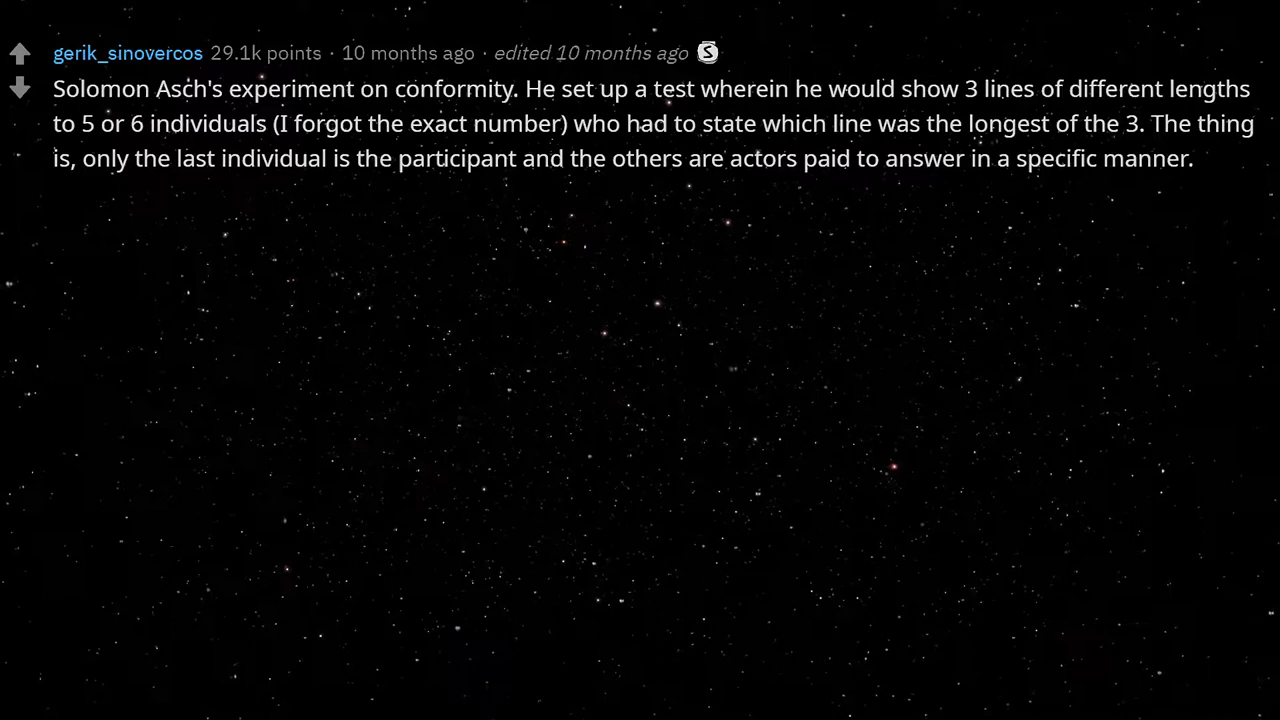 gerik_sinovercos 29.1k points · 10 months ago · edited 10 months ago S
Solomon Asch's experiment on conformity. He set up a test wherein he would show 3 lines of different lengths
to 5 or 6 individuals (I forgot the exact number) who had to state which line was the longest of the 3. The thing
is, only the last individual is the participant and the others are actors paid to answer in a specific manner.